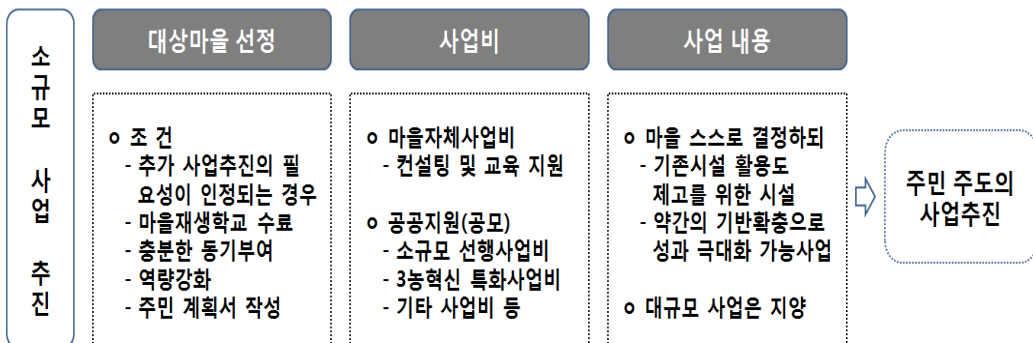 소규모 사업 추진
대상마을 선정
ㅇ 조 건
- 추가 사업추진의 필
요성이 인정되는 경우
- 마을재생학교 수료
- 충분한 동기부여
- 역량강화
- 주민 계획서 작성
사업비
ㅇ 마을자체사업비
- 컨설팅 및 교육 지원
ㅇ 공공지원(공모)
- 소규모 선행사업비
- 3농혁신 특화사업비
- 기타 사업비 등
사업 내용
ㅇ 마을 스스로 결정하되
- 기존시설 활용도
제고를 위한 시설
- 약간의 기반확충으로
성과 극대화 가능사업
ㅇ 대규모 사업은 지양
주민 주도의
사업추진